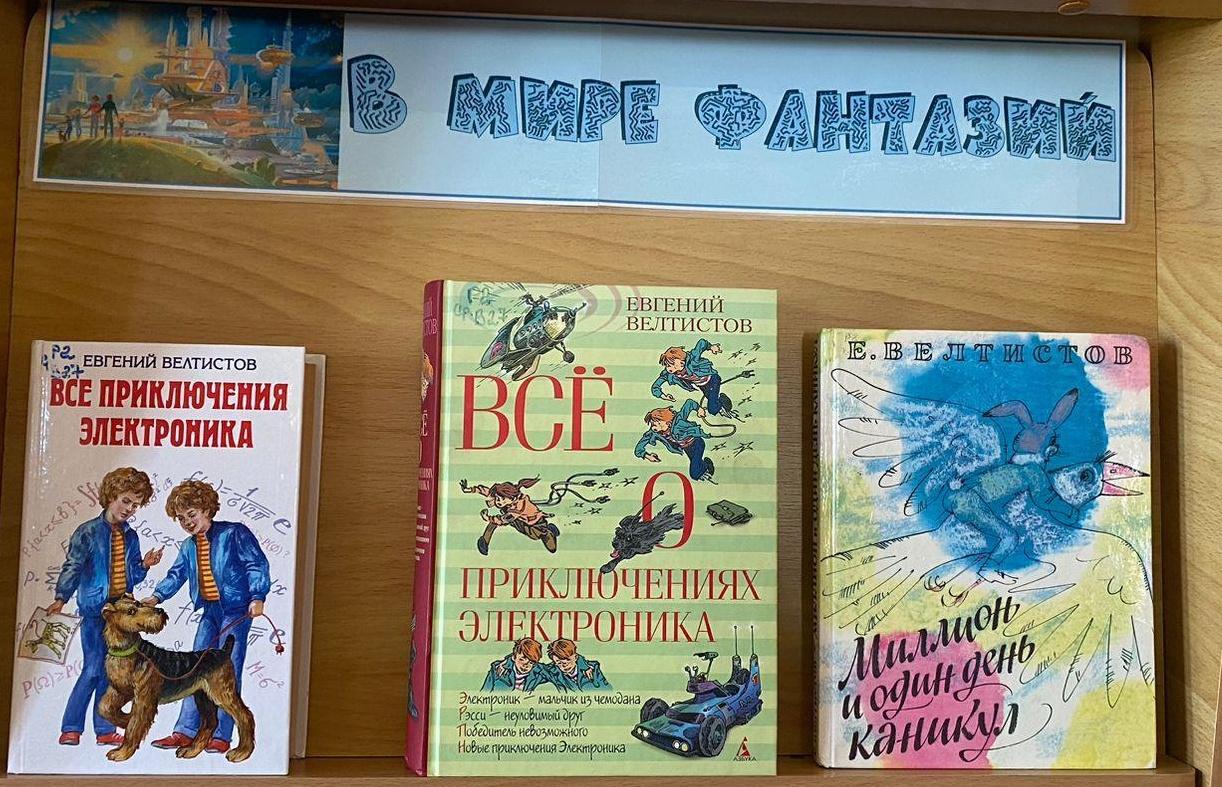 В МИРЕ ФАНТАЗИЙ
ЕВГЕНИЙ ВЕЛТИСТОВ
ВСЕ ПРИКЛЮЧЕНИЯ
ЭЛЕКТРОНИКА
ЕВГЕНИЙ
ВЕЛТИСТОВ
ВСЁ
О
ПРИКЛЮЧЕНИЯХ
ЭЛЕКТРОНИКА
Электроник — мальчик из чемодана
Рэсси — неуловимый друг
Победитель невозможного
Новые приключения Электроника
АЗБУКА
Е. ВЕЛТИСТОВ
Миллион
и один день
каникул